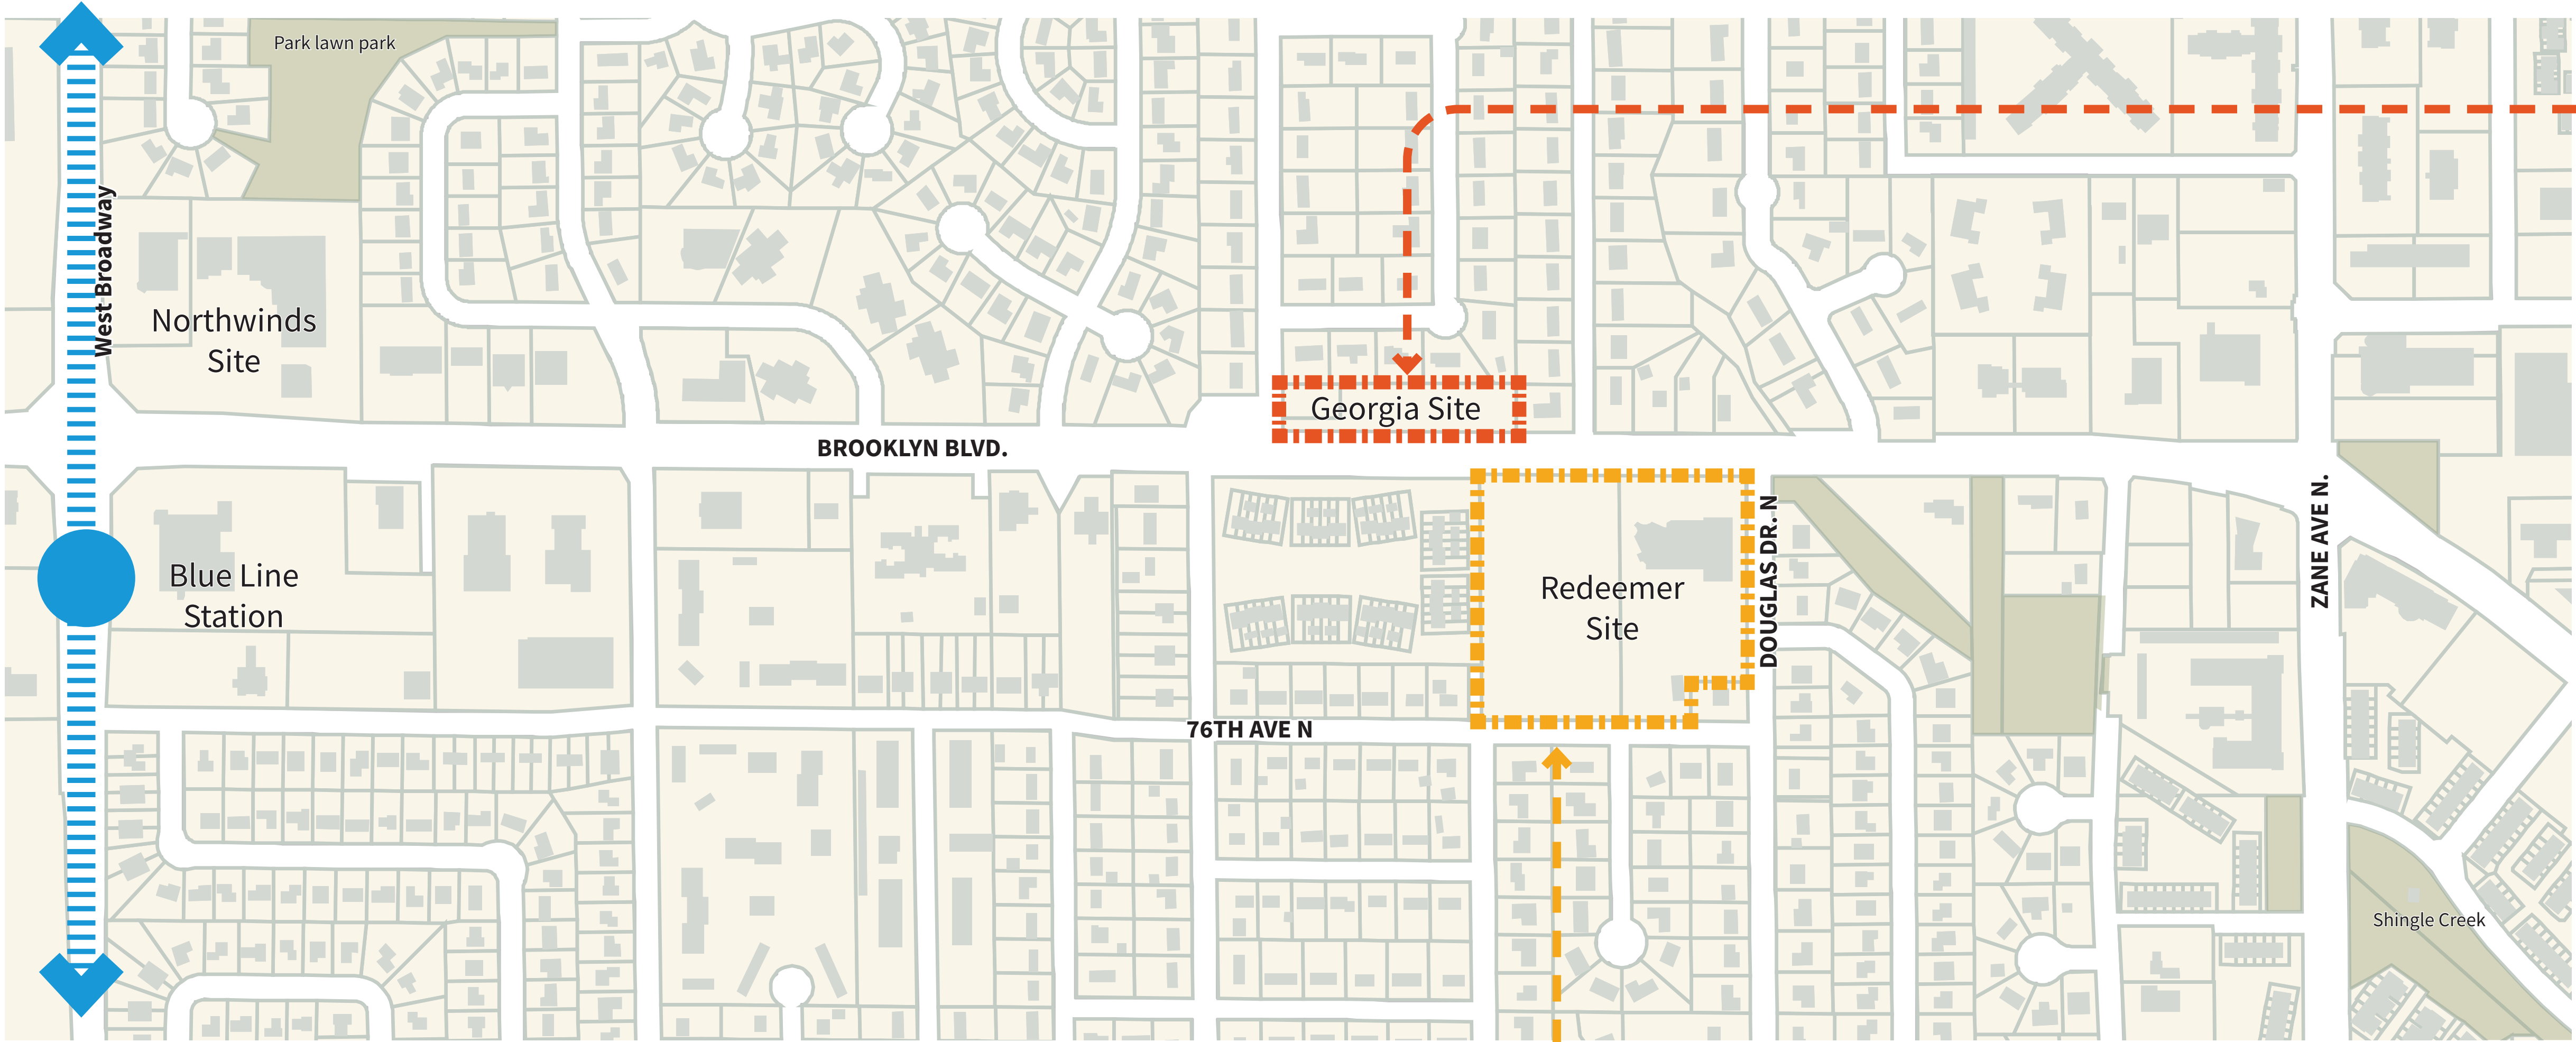 Park lawn park
West Broadway
Northwinds
Site
Georgia Site
BROOKLYN BLVD.
Blue Line
Station
Redeemer
Site
DOUGLAS DR. N
ZANE AVE N.
76TH AVE N
Shingle Creek